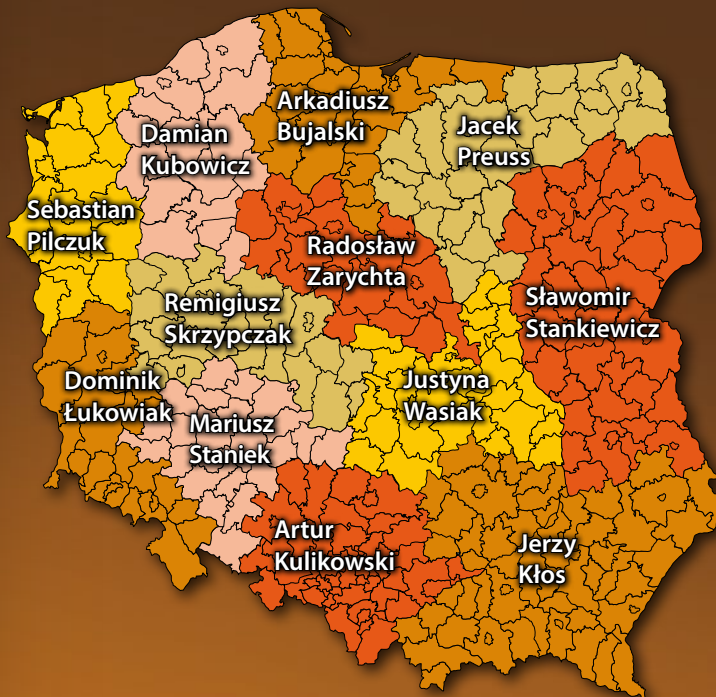 Arkadiusz
Bujalski
Damian
Kubowicz
Jacek
Preuss
Sebastian
Pilczuk
Radosław
Zarychta
Remigiusz
Skrzypczak
Sławomir
Stankiewicz
Dominik
Łukowiak
Justyna
Wasiak
Mariusz
Staniek
Artur
Kulikowski
Jerzy
Kłos